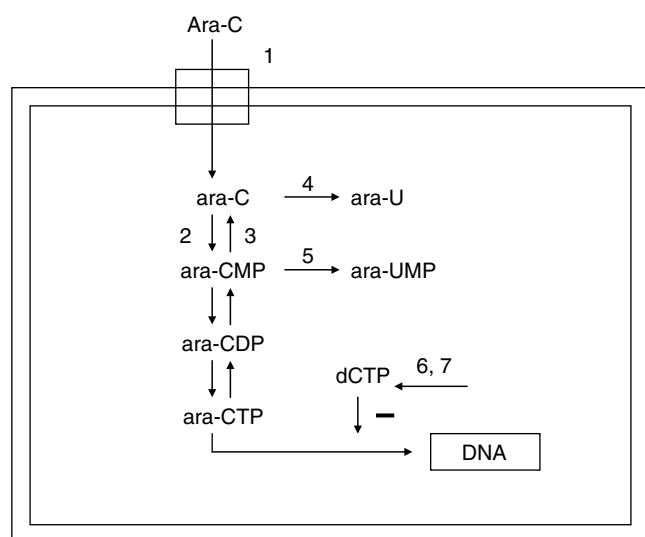 Ara-C
1
ara-C 4 ara-U
2 3
ara-CMP 5 ara-UMP
ara-CDP
dCTP 6, 7
ara-CTP
DNA